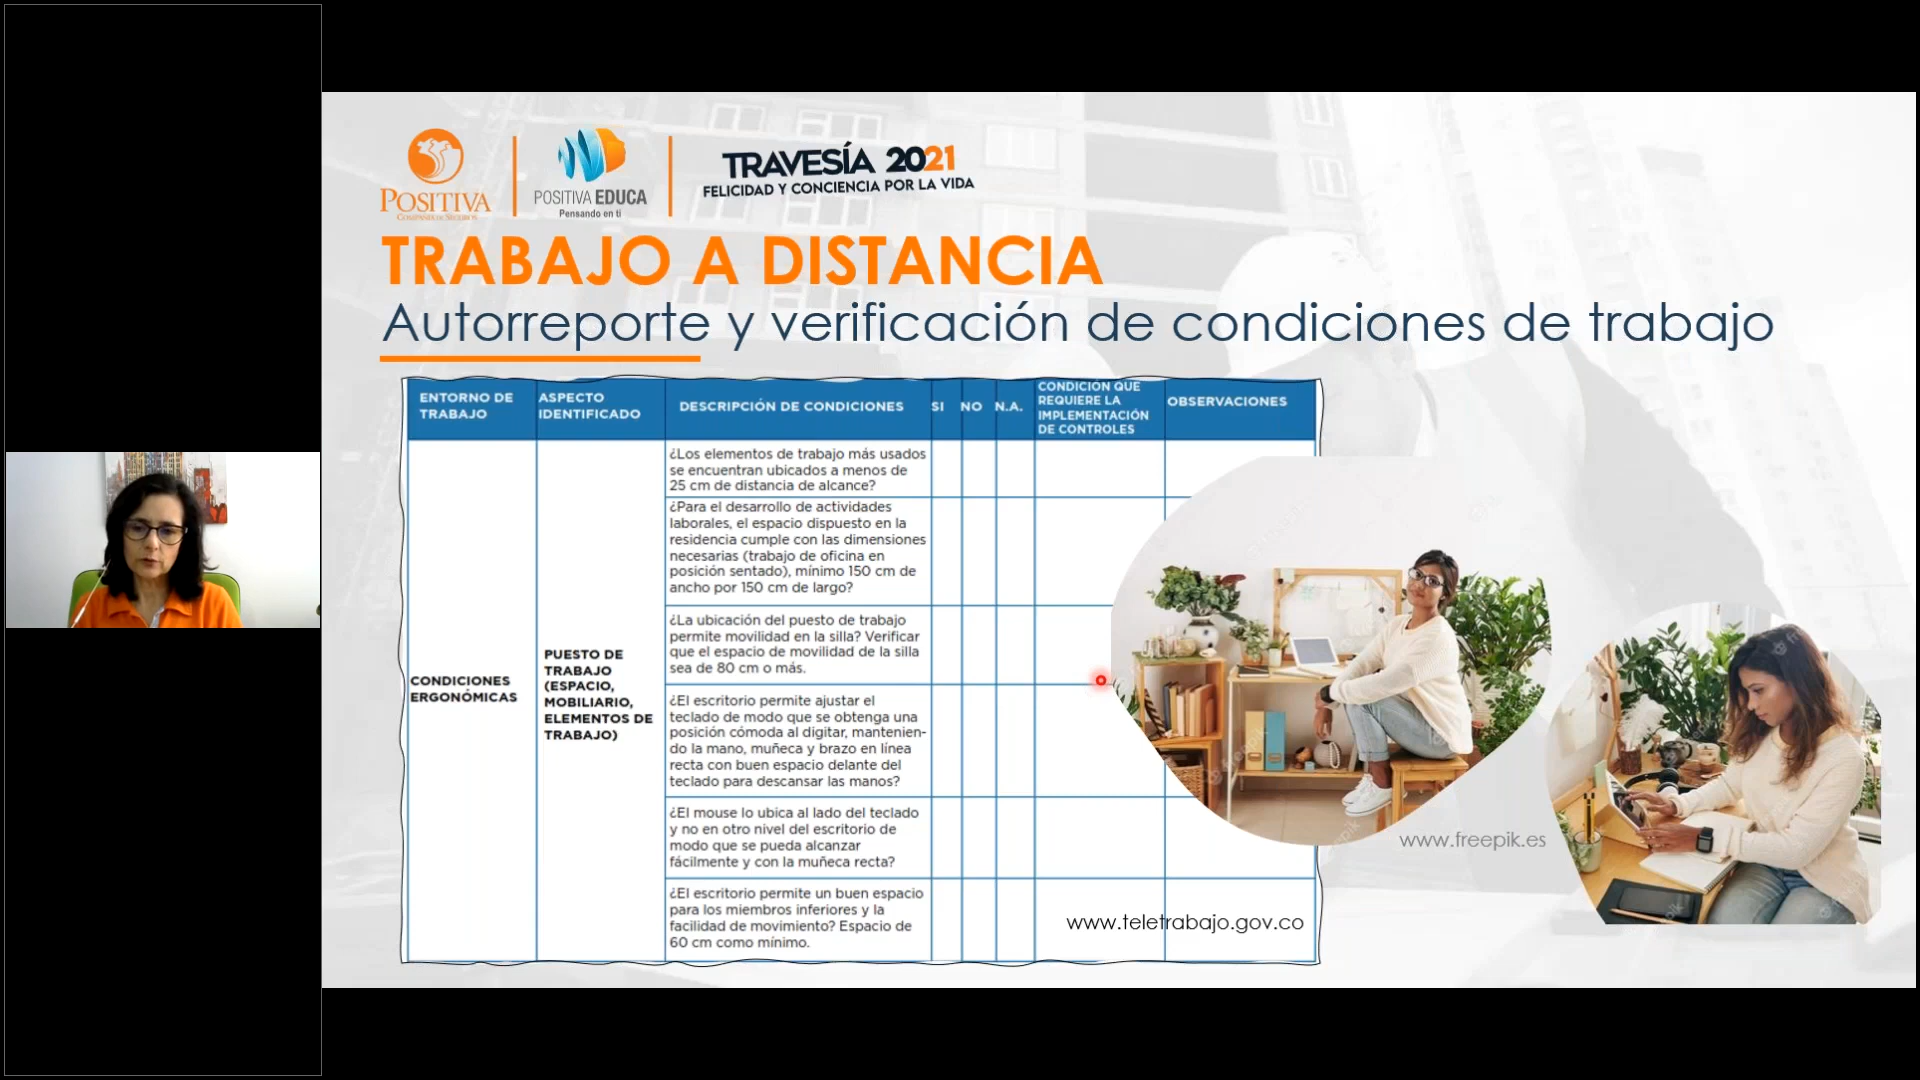 POSITIVA
COMPAÑÍA DE SEGUROS
POSITIVA EDUCA
Pensando en ti
TRAVESÍA 2021
FELICIDAD Y CONCIENCIA POR LA VIDA
TRABAJO A DISTANCIA
Autorreporte y verificación de condiciones de trabajo
ENTORNO DE
TRABAJO
ASPECTO
IDENTIFICADO
DESCRIPCIÓN DE CONDICIONES
SI
NO
N.A.
CONDICIÓN QUE
REQUIERE LA
IMPLEMENTACIÓN
DE CONTROLES
OBSERVACIONES
CONDICIONES
ERGONÓMICAS
PUESTO DE
TRABAJO
(ESPACIO,
MOBILIARIO,
ELEMENTOS DE
TRABAJO)
¿Los elementos de trabajo más usados
se encuentran ubicados a menos de
25 cm de distancia de alcance?
¿Para el desarrollo de actividades
laborales, el espacio dispuesto en la
residencia cumple con las dimensiones
necesarias (trabajo de oficina en
posición sentado), mínimo 150 cm de
ancho por 150 cm de largo?
¿La ubicación del puesto de trabajo
permite movilidad en la silla? Verificar
que el espacio de movilidad de la silla
sea de 80 cm o más.
¿El escritorio permite ajustar el
teclado de modo que se obtenga una
posición cómoda al digitar, mantenien-
do la mano, muñeca y brazo en línea
recta con buen espacio delante del
teclado para descansar las manos?
¿El mouse lo ubica al lado del teclado
y no en otro nivel del escritorio de
modo que se pueda alcanzar
fácilmente y con la muñeca recta?
¿El escritorio permite un buen espacio
para los miembros inferiores y la
facilidad de movimiento? Espacio de
60 cm como mínimo.
www.freepik.es
www.teletrabajo.gov.co